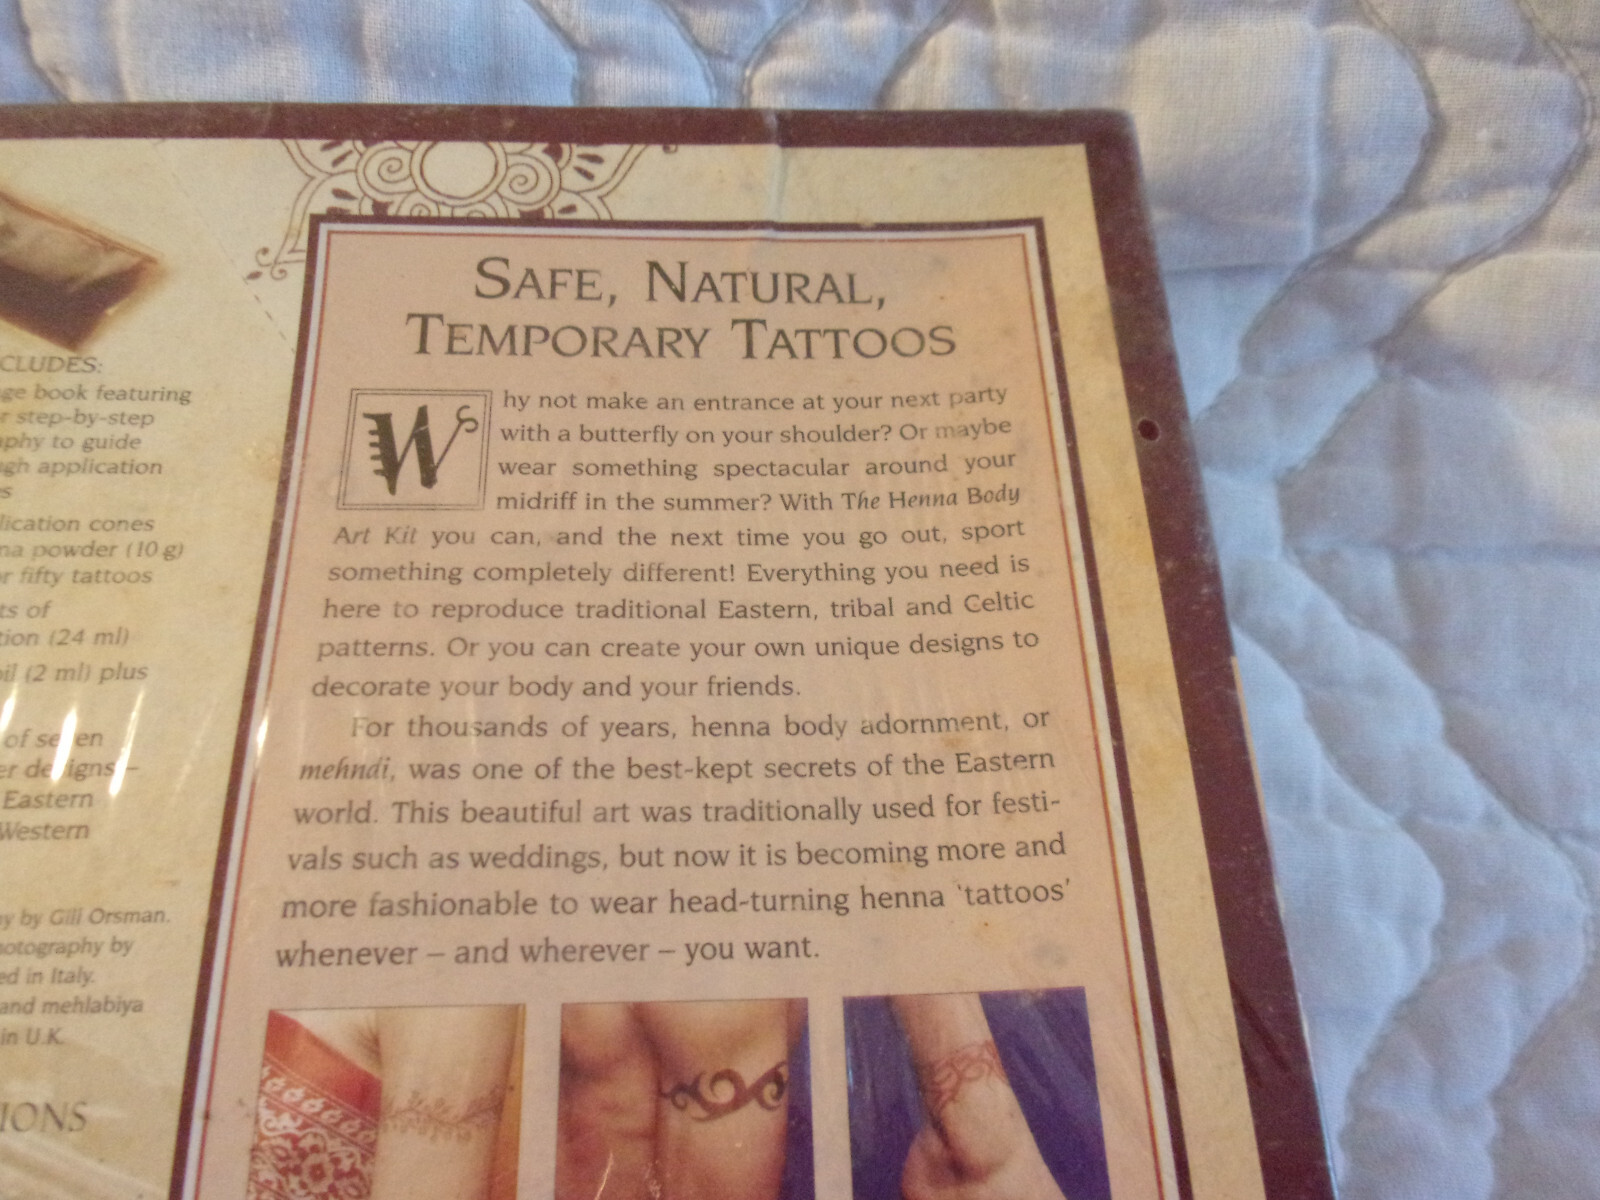 CLUDES:
ge book featuring
r step-by-step
aphy to guide
gh application
s
lication cones
na powder (10 g)
r fifty tattoos
ts of
tion (24 ml)
oil (2 ml) plus
of seven
er designs –
Eastern
Western
y by Gill Orsman.
hotography by
ed in Italy.
and mehlabiya
in U.K.
IONS
SAFE, NATURAL,
TEMPORARY TATTOOS
Why not make an entrance at your next party
with a butterfly on your shoulder? Or maybe
wear something spectacular around your
midriff in the summer? With The Henna Body
Art Kit you can, and the next time you go out, sport
something completely different! Everything you need is
here to reproduce traditional Eastern, tribal and Celtic
patterns. Or you can create your own unique designs to
decorate your body and your friends.
For thousands of years, henna body adornment, or
mehndi, was one of the best-kept secrets of the Eastern
world. This beautiful art was traditionally used for festi-
vals such as weddings, but now it is becoming more and
more fashionable to wear head-turning henna ‘tattoos’
whenever – and wherever – you want.